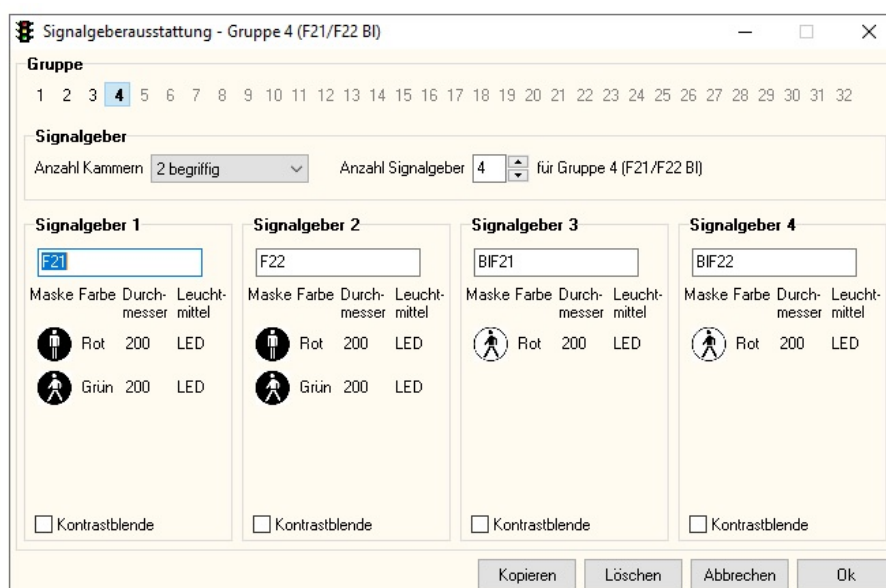 Signalgeberausstattung - Gruppe 4 (F21/F22 BI)
Gruppe
1 2 3 4 5 6 7 8 9 10 11 12 13 14 15 16 17 18 19 20 21 22 23 24 25 26 27 28 29 30 31 32
Signalgeber
Anzahl Kammern 2 begriffig Anzahl Signalgeber 4 für Gruppe 4 (F21/F22 BI)
Signalgeber 1 Signalgeber 2 Signalgeber 3 Signalgeber 4
F21 F22 BIF21 BIF22
Maske Farbe Durch- Leucht- Maske Farbe Durch- Leucht- Maske Farbe Durch- Leucht- Maske Farbe Durch- Leucht-
messer mittel messer mittel messer mittel messer mittel
Rot 200 LED Rot 200 LED Rot 200 LED Rot 200 LED
Grün 200 LED Grün 200 LED
Kontrastblende Kontrastblende Kontrastblende Kontrastblende
Kopieren Löschen Abbrechen Ok